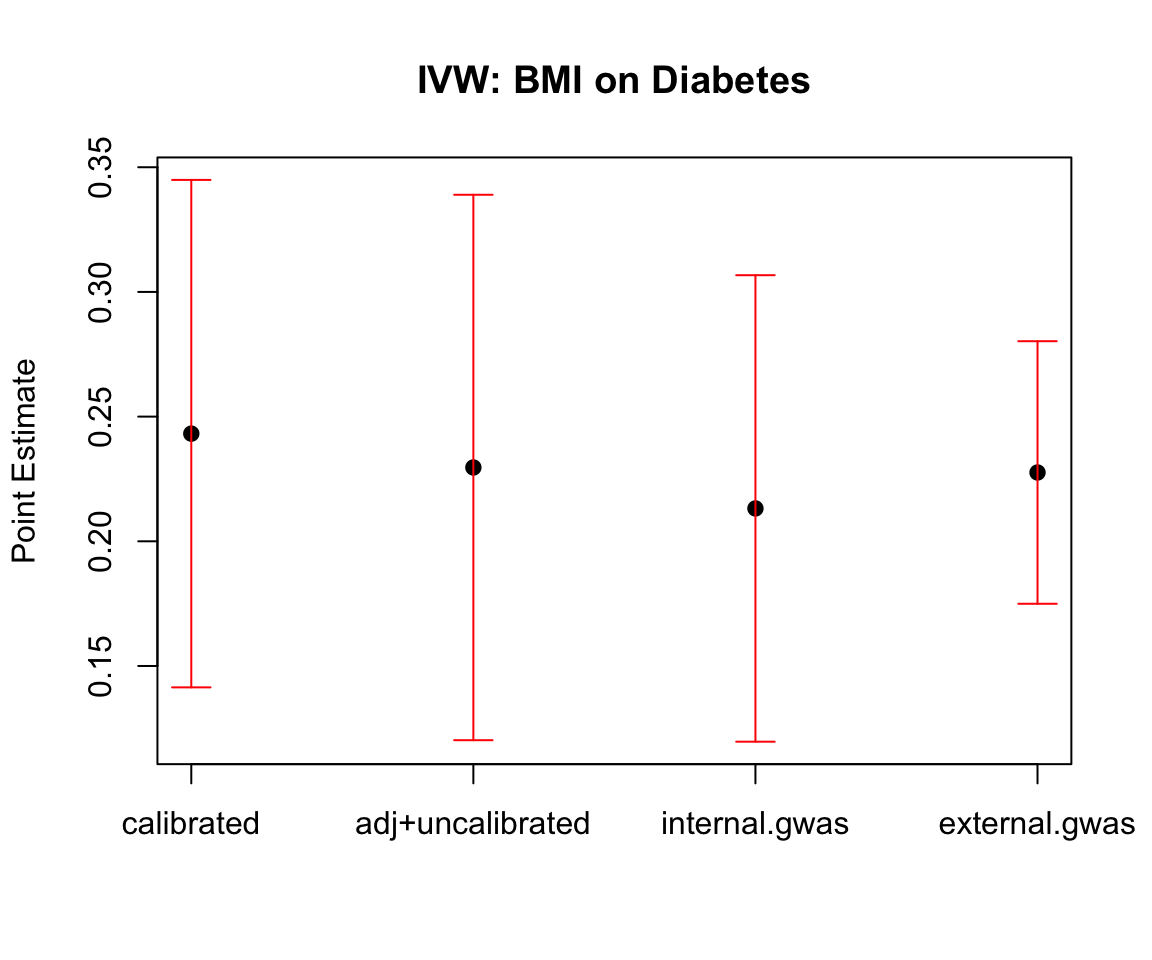 IVW: BMI on Diabetes
Point Estimate
0.35
0.30
0.25
0.20
0.15
calibrated
adj+uncalibrated
internal.gwas
external.gwas